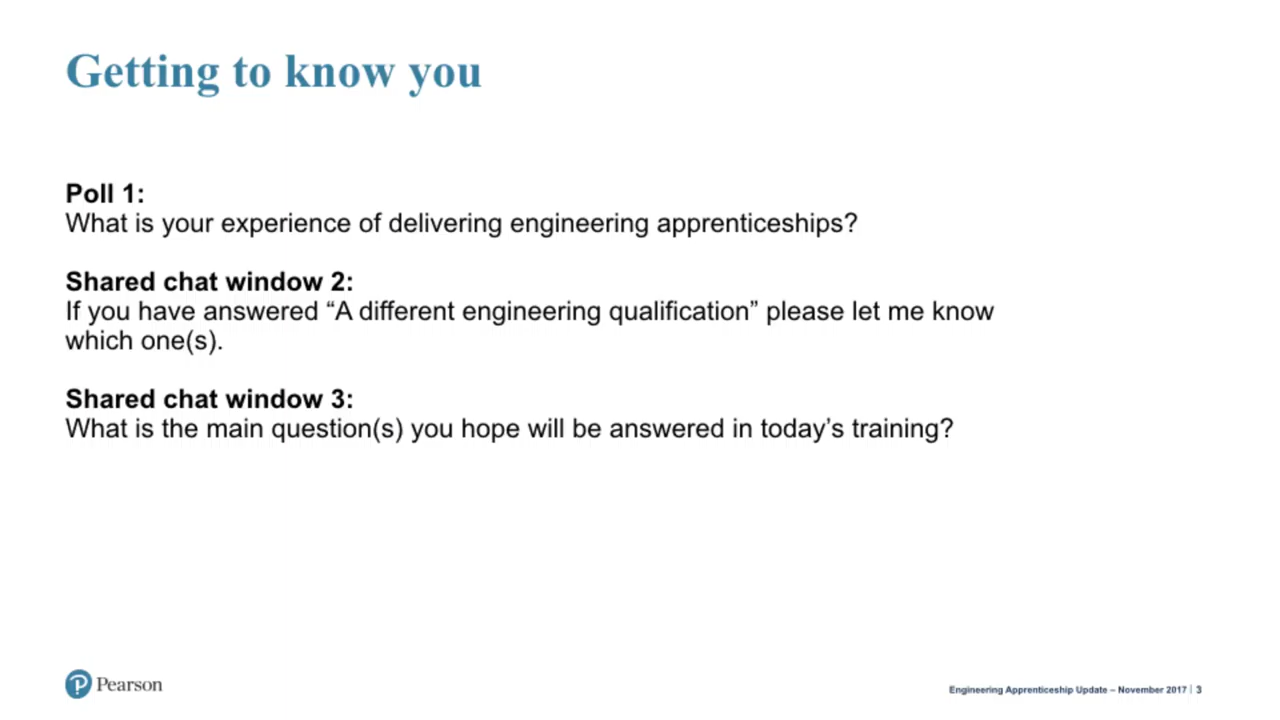 Getting to know you
Poll 1:
What is your experience of delivering engineering apprenticeships?
Shared chat window 2:
If you have answered “A different engineering qualification” please let me know
which one(s).
Shared chat window 3:
What is the main question(s) you hope will be answered in today’s training?
Pearson
Engineering Apprenticeship Update – November 2017 | 3